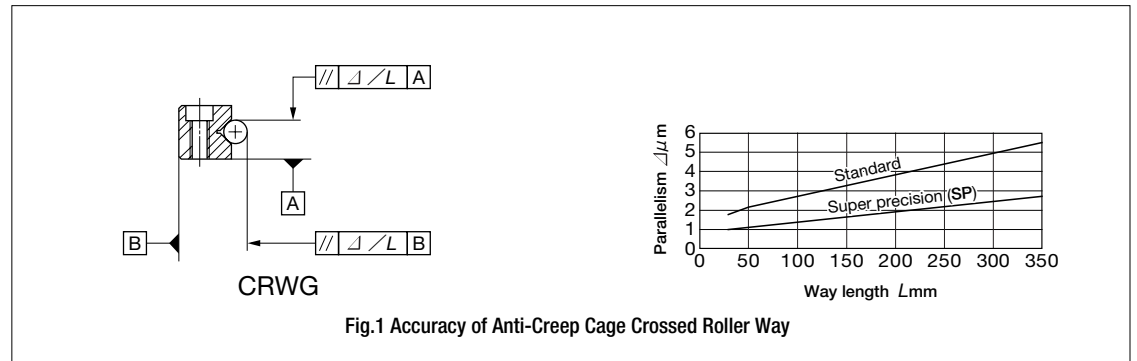 // ⊿/L A
A
B
// ⊿/L B
CRWG
Parallelism ⊿μm
6
5
4
3
2
1
0
Standard
Super precision (SP)
0 50 100 150 200 250 300 350
Way length Lmm
Fig.1 Accuracy of Anti-Creep Cage Crossed Roller Way